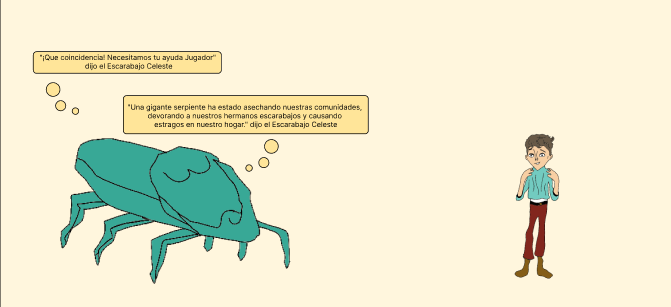 "¡Que coincidencia! Necesitamos tu ayuda Jugador"
dijo el Escarabajo Celeste
"Una gigante serpiente ha estado asechando nuestras comunidades,
devorando a nuestros hermanos escarabajos y causando
estragos en nuestro hogar." dijo el Escarabajo Celeste